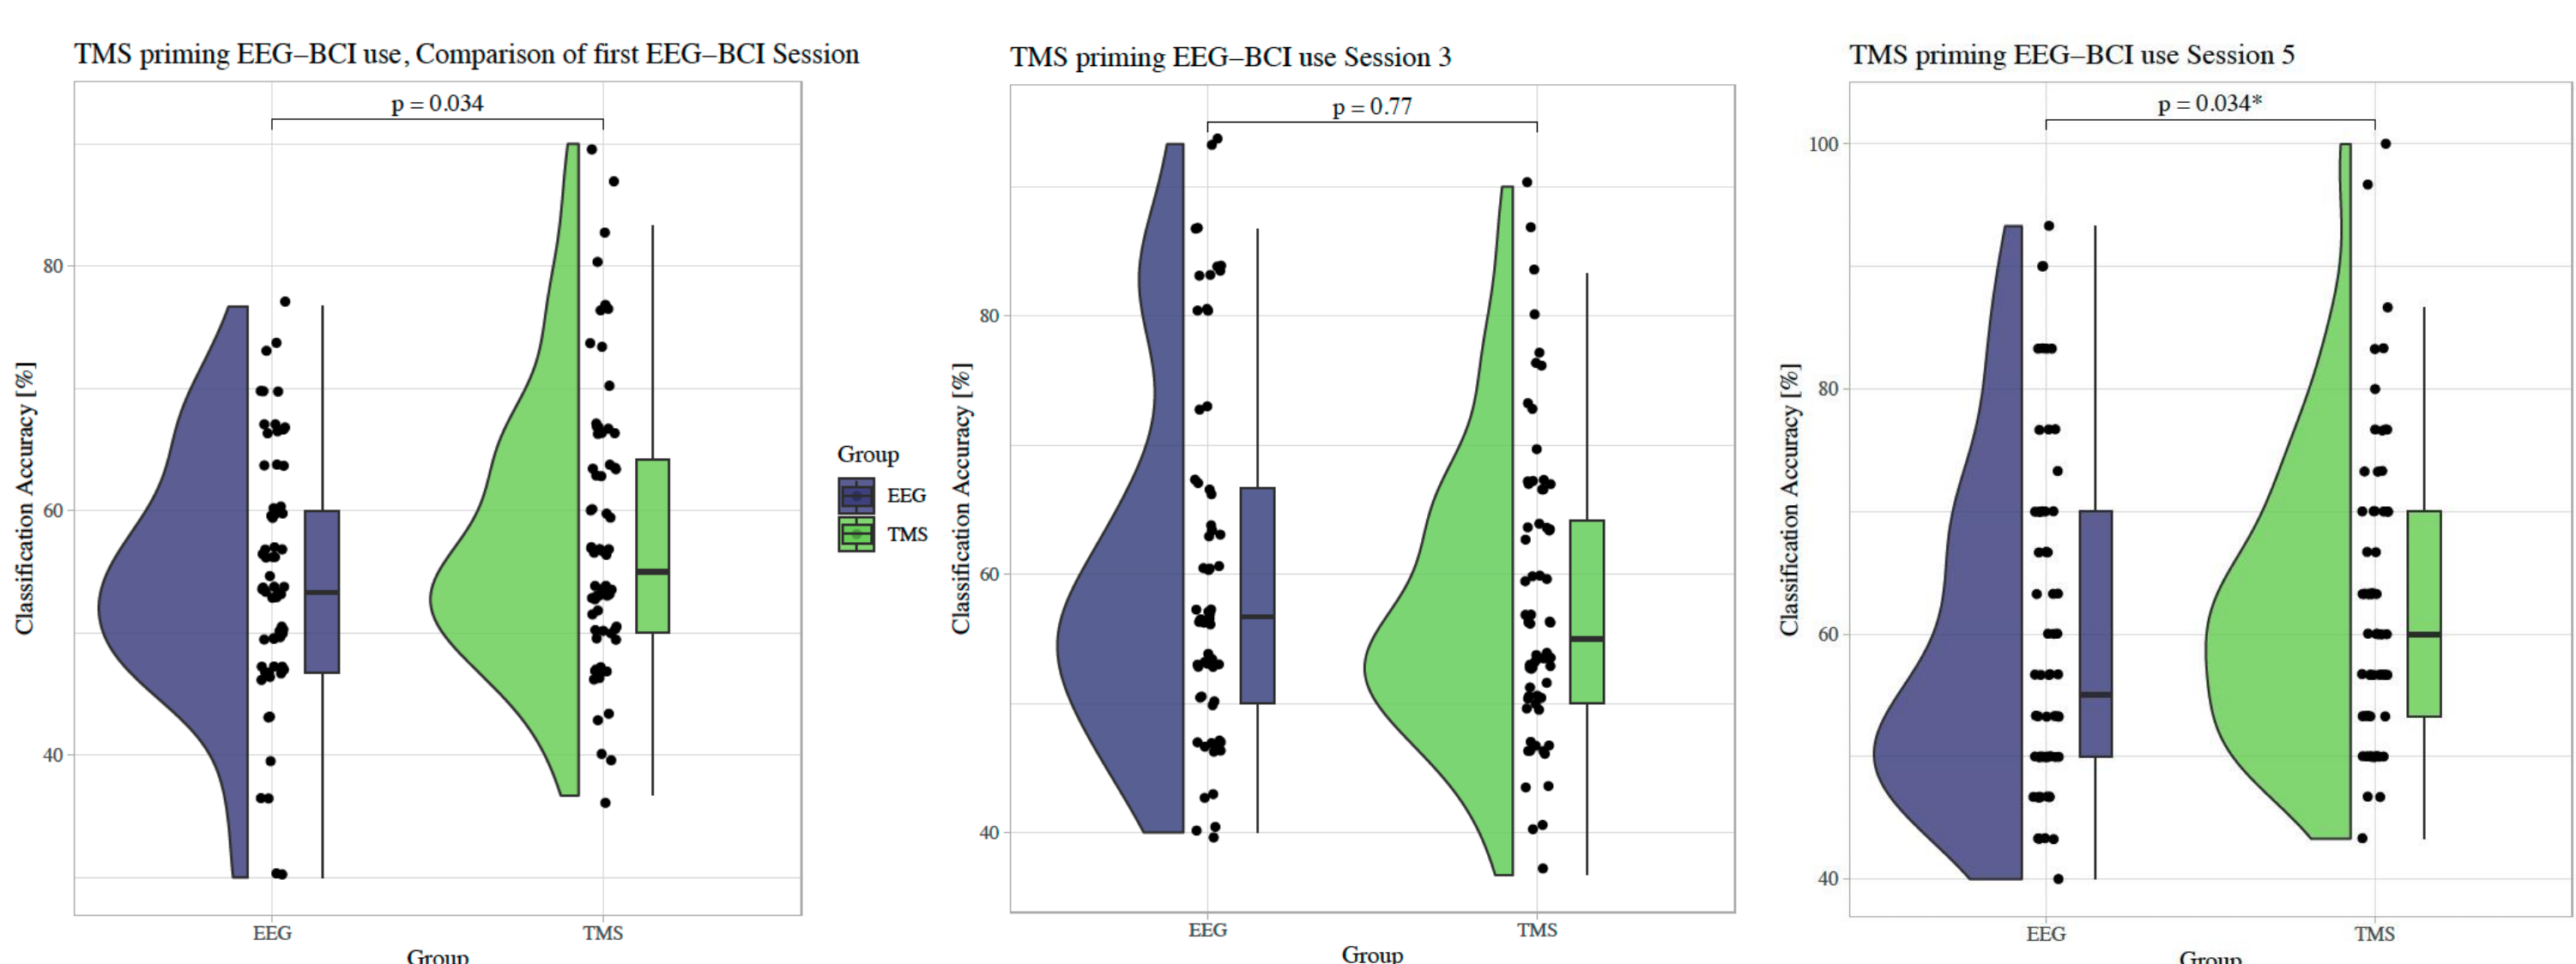 TMS priming EEG–BCI use, Comparison of first EEG–BCI Session
p = 0.034
Classification Accuracy [%]
80
60
40
EEG
TMS
Group
Group
EEG
TMS
TMS priming EEG–BCI use Session 3
p = 0.77
Classification Accuracy [%]
80
60
40
EEG
TMS
Group
TMS priming EEG–BCI use Session 5
p = 0.034*
Classification Accuracy [%]
100
80
60
40
EEG
TMS
Group